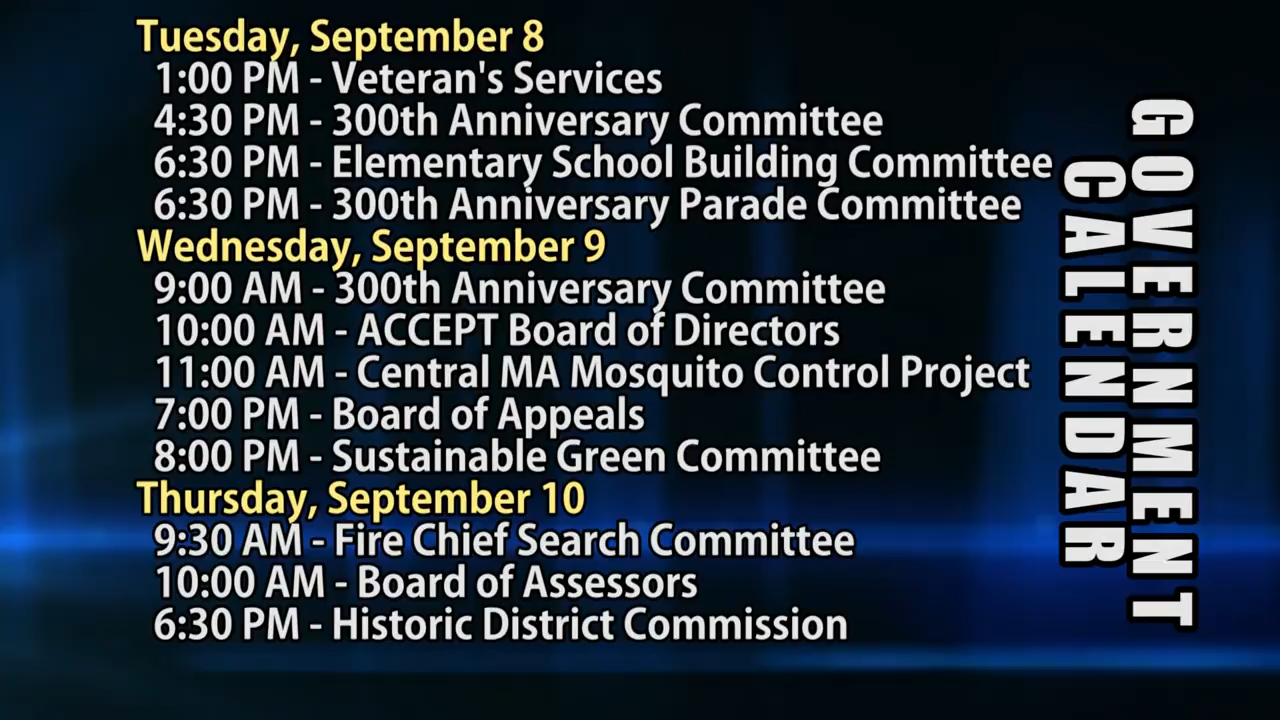 Tuesday, September 8
1:00 PM - Veteran's Services
4:30 PM - 300th Anniversary Committee
6:30 PM - Elementary School Building Committee
6:30 PM - 300th Anniversary Parade Committee
Wednesday, September 9
9:00 AM - 300th Anniversary Committee
10:00 AM - ACCEPT Board of Directors
11:00 AM - Central MA Mosquito Control Project
7:00 PM - Board of Appeals
8:00 PM - Sustainable Green Committee
Thursday, September 10
9:30 AM - Fire Chief Search Committee
10:00 AM - Board of Assessors
6:30 PM - Historic District Commission
GOVERNMENT
CALENDAR